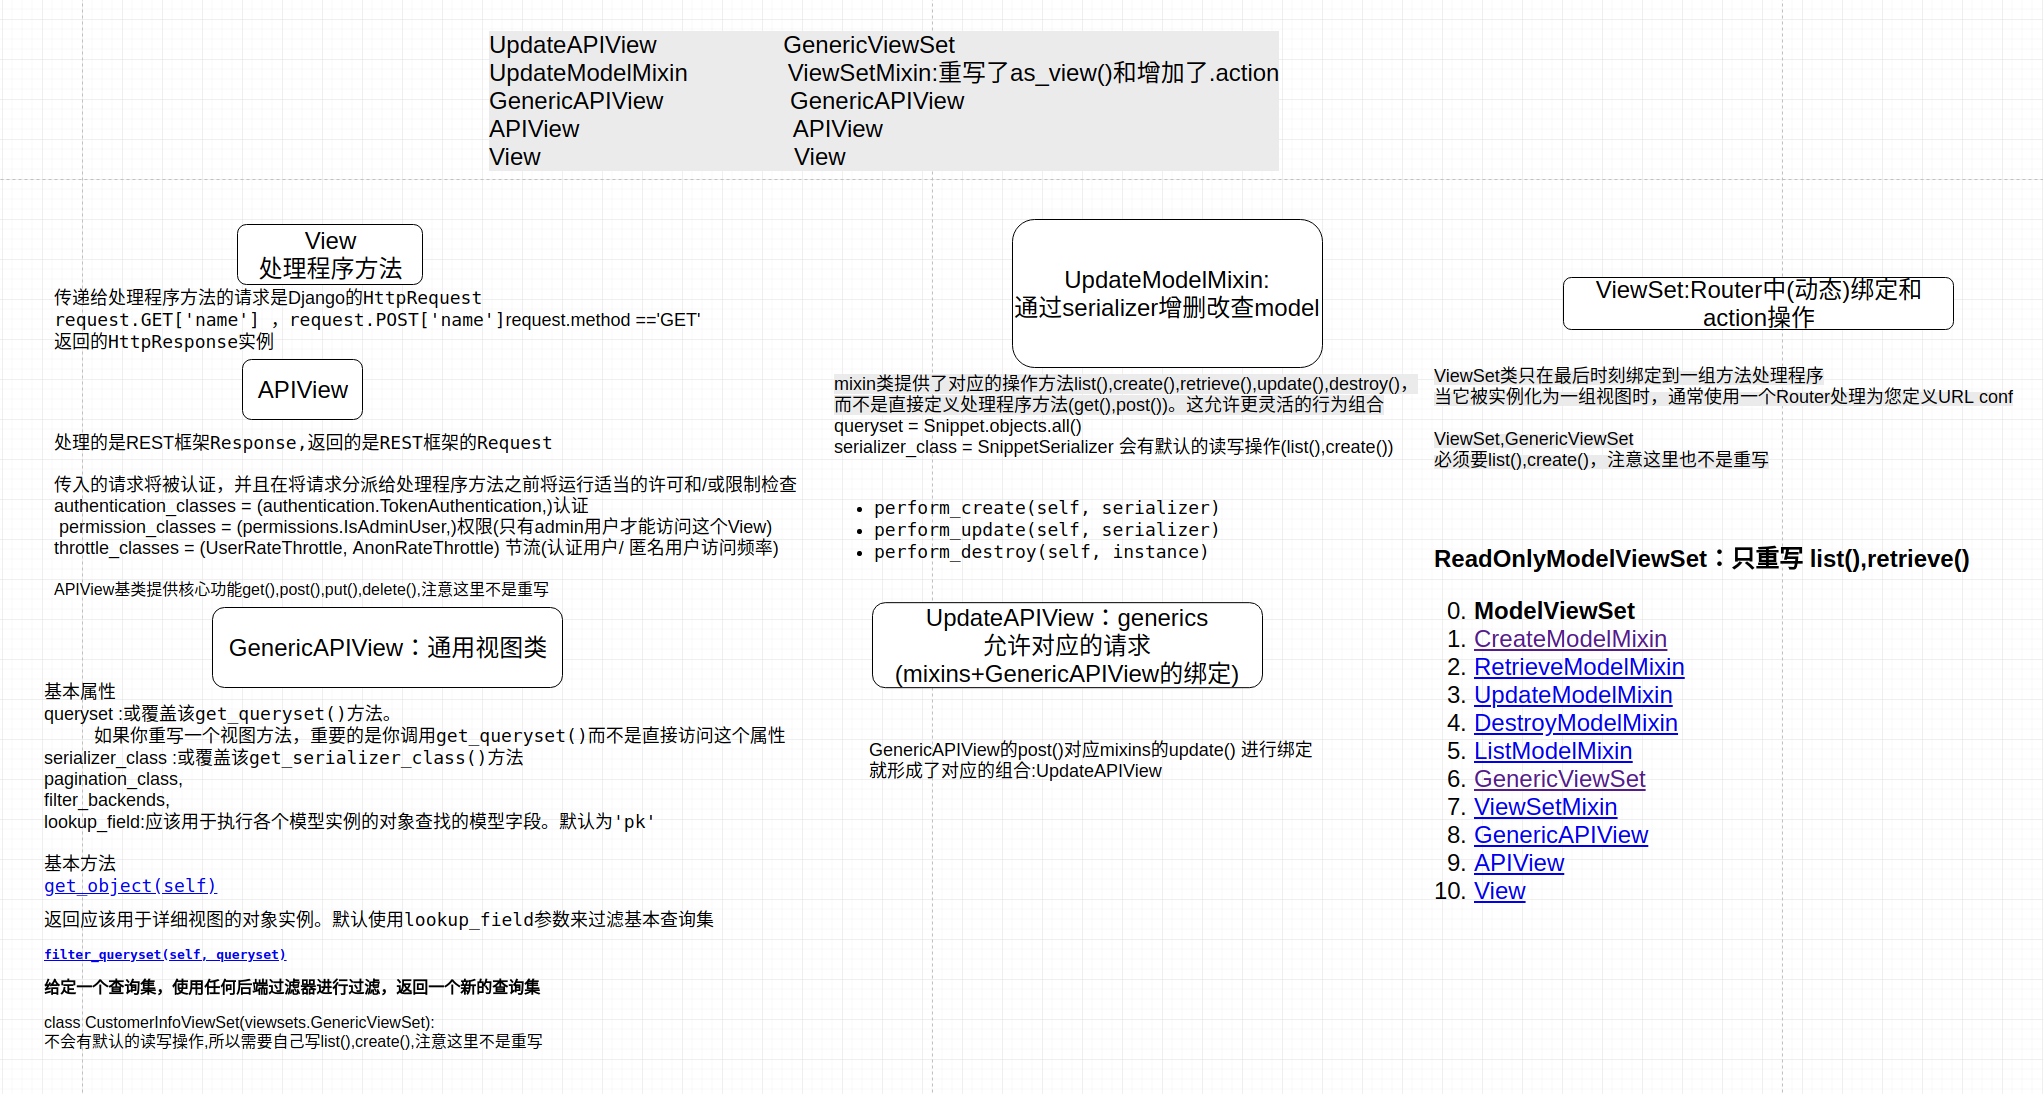 UpdateAPIView GenericViewSet
UpdateModelMixin ViewSetMixin:重写了as_view()和增加了.action
GenericAPIView GenericAPIView
APIView APIView
View View
View
处理程序方法
传递给处理程序方法的请求是Django的HttpRequest
request.GET['name'] , request.POST['name']request.method =='GET'
返回的HttpResponse实例
APIView
处理的是REST框架Response,返回的是REST框架的Request
传入的请求将被认证，并且在将请求分派给处理程序方法之前将运行适当的许可和/或限制检查
authentication_classes = (authentication.TokenAuthentication,)认证
permission_classes = (permissions.IsAdminUser,)权限(只有admin用户才能访问这个View)
throttle_classes = (UserRateThrottle, AnonRateThrottle) 节流(认证用户/ 匿名用户访问频率)
APIView基类提供核心功能get(),post(),put(),delete(),注意这里不是重写
GenericAPIView：通用视图类
基本属性
queryset :或覆盖该get_queryset()方法。
如果你重写一个视图方法，重要的是你调用get_queryset()而不是直接访问这个属性
serializer_class :或覆盖该get_serializer_class()方法
pagination_class,
filter_backends,
lookup_field:应该用于执行各个模型实例的对象查找的模型字段。默认为'pk'
基本方法
get_object(self)
返回应该用于详细视图的对象实例。默认使用lookup_field参数来过滤基本查询集
filter_queryset(self, queryset)
给定一个查询集，使用任何后端过滤器进行过滤，返回一个新的查询集
class CustomerInfoViewSet(viewsets.GenericViewSet):
不会有默认的读写操作,所以需要自己写list(),create(),注意这里不是重写
UpdateModelMixin:
通过serializer增删改查model
mixin类提供了对应的操作方法list(),create(),retrieve(),update(),destroy()，
而不是直接定义处理程序方法(get(),post())。这允许更灵活的行为组合
queryset = Snippet.objects.all()
serializer_class = SnippetSerializer 会有默认的读写操作(list(),create())
• perform_create(self, serializer)
• perform_update(self, serializer)
• perform_destroy(self, instance)
UpdateAPIView：generics
允许对应的请求
(mixins+GenericAPIView的绑定)
GenericAPIView的post()对应mixins的update() 进行绑定
就形成了对应的组合:UpdateAPIView
ViewSet:Router中(动态)绑定和
action操作
ViewSet类只在最后时刻绑定到一组方法处理程序
当它被实例化为一组视图时，通常使用一个Router处理为您定义URL conf
ViewSet,GenericViewSet
必须要list(),create()，注意这里也不是重写
ReadOnlyModelViewSet：只重写 list(),retrieve()
0. ModelViewSet
1. CreateModelMixin
2. RetrieveModelMixin
3. UpdateModelMixin
4. DestroyModelMixin
5. ListModelMixin
6. GenericViewSet
7. ViewSetMixin
8. GenericAPIView
9. APIView
10. View